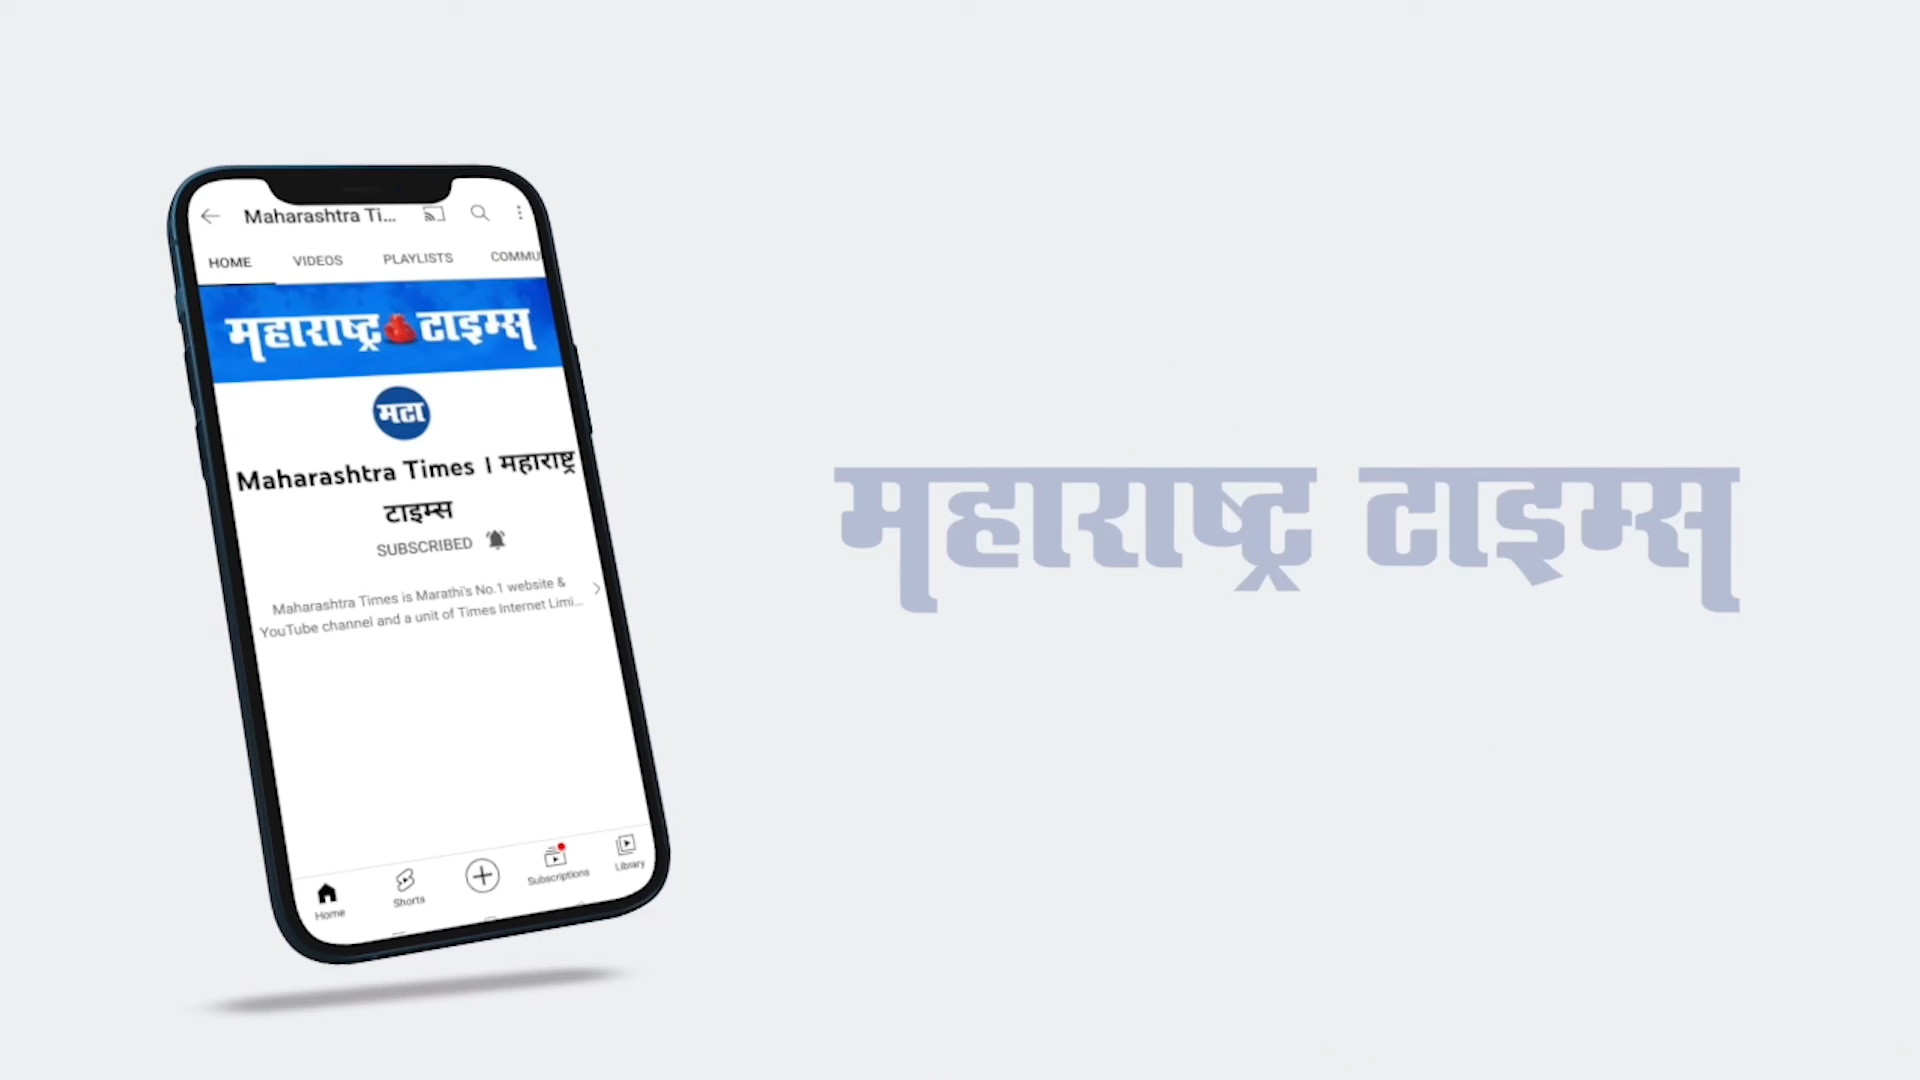 Maharashtra Ti...
HOME VIDEOS PLAYLISTS COMMU
महाराष्ट्र टाइम्स
मटा
Maharashtra Times । महाराष्ट्र
टाइम्स
SUBSCRIBED
Maharashtra Times is Marathi's No.1 website &
YouTube channel and a unit of Times Internet Limi...
Home Shorts Subscriptions Library
महाराष्ट्र टाइम्स